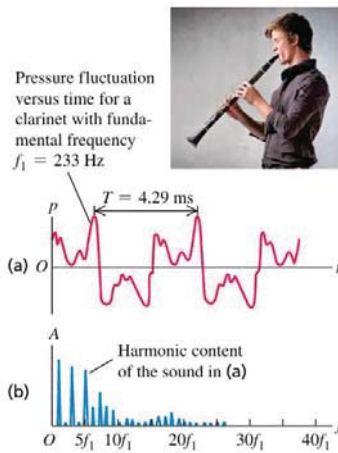 Pressure fluctuation
versus time for a
clarinet with funda-
mental frequency
f₁ = 233 Hz
T = 4.29 ms
p
(a) O
t
A
Harmonic content
of the sound in (a)
(b)
O 5f₁ 10f₁ 20f₁ 30f₁ 40f₁